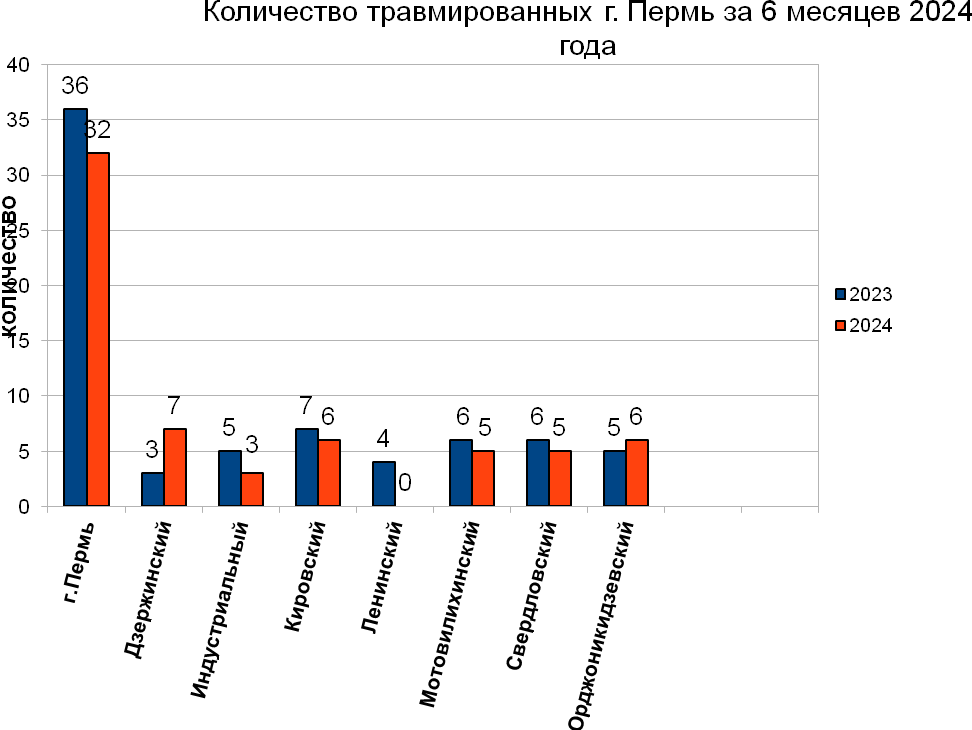 Количество травмированных г. Пермь за 6 месяцев 2024
года
40
35
30
25
20
15
10
5
0
количество
36
32
3
7
5
3
7
6
4
0
6
5
6
5
5
6
2023
2024
г.Пермь
Дзержинский
Индустриальный
Кировский
Ленинский
Мотовилихинский
Свердловский
Орджоникидзевский